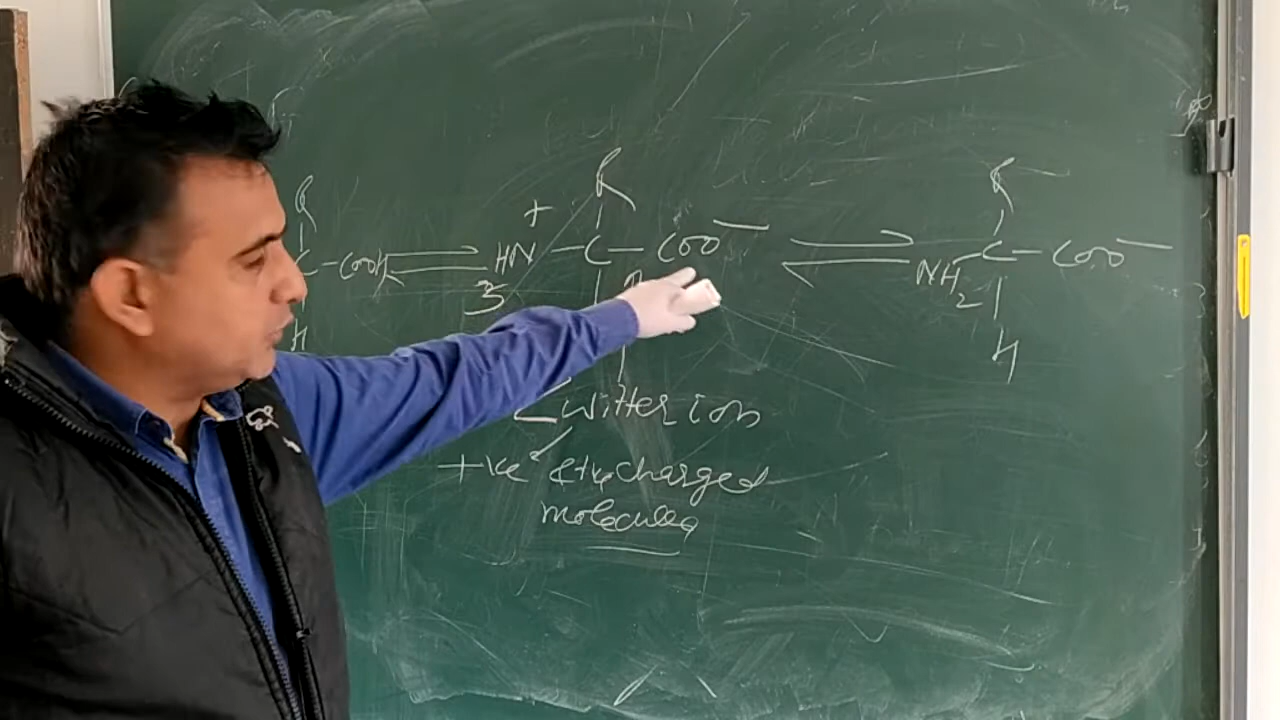 R R R
+
C - COOH ⇌ H3N - C - COO⁻ ⇌ NH2 - C - COO⁻
H H
Zwitter ion
+ve & +ve charged
molecules